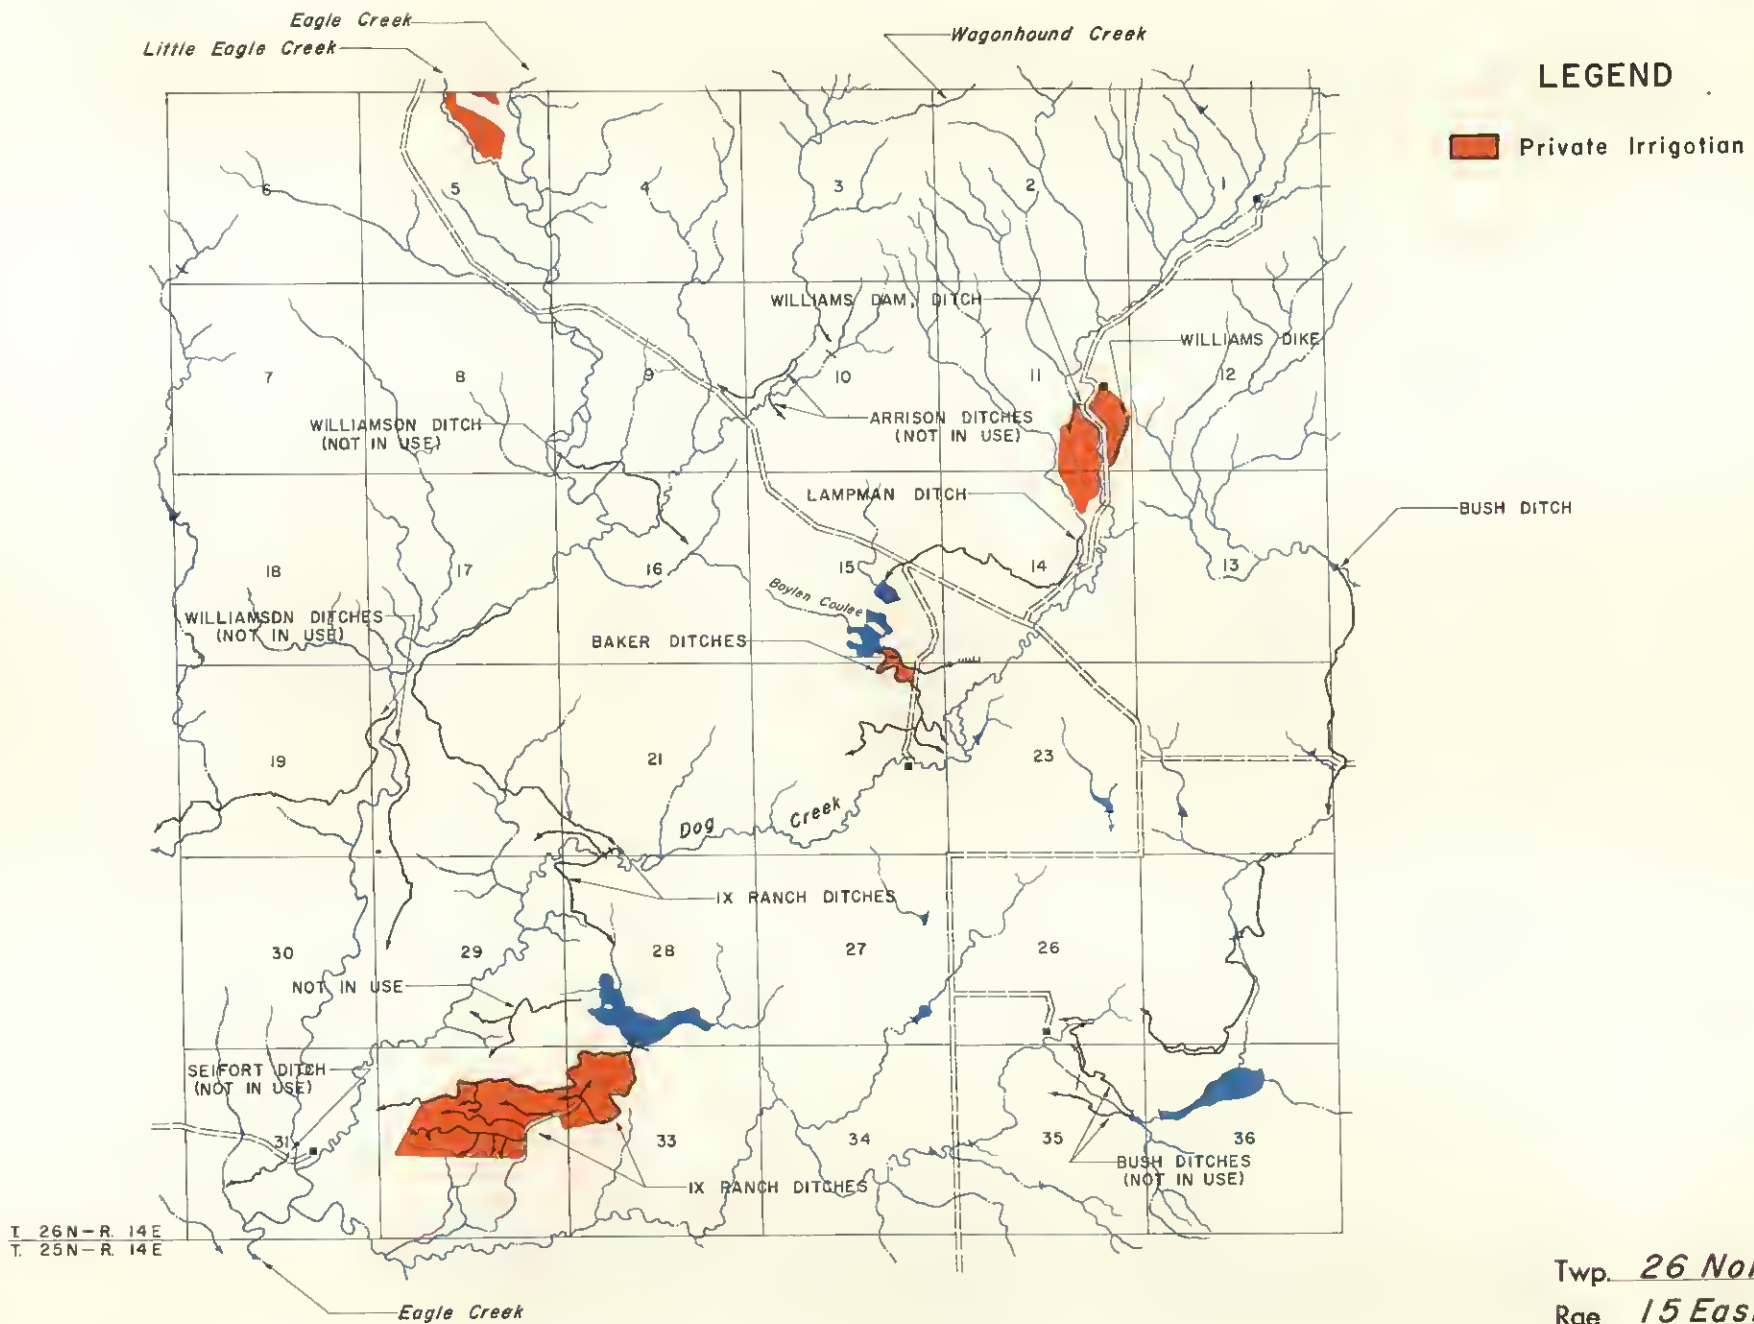 Eagle Creek
Little Eagle Creek
Wagonhound Creek
LEGEND
Private Irrigation
6
5
4
3
2
1
WILLIAMS DAM, DITCH
WILLIAMS DIKE
7
8
9
10
11
12
ARRISON DITCHES
(NOT IN USE)
WILLIAMSON DITCH
(NOT IN USE)
LAMPMAN DITCH
BUSH DITCH
18
17
16
15
14
13
Boylen Coulee
WILLIAMSON DITCHES
(NOT IN USE)
BAKER DITCHES
19
21
23
Dog Creek
IX RANCH DITCHES
30
29
28
27
26
NOT IN USE
SEIFORT DITCH
(NOT IN USE)
31
33
34
35
36
BUSH DITCHES
(NOT IN USE)
IX RANCH DITCHES
T. 26N-R. 14E
T. 25N-R. 14E
Eagle Creek
Twp. 26 Nor
Rge 15 Eas